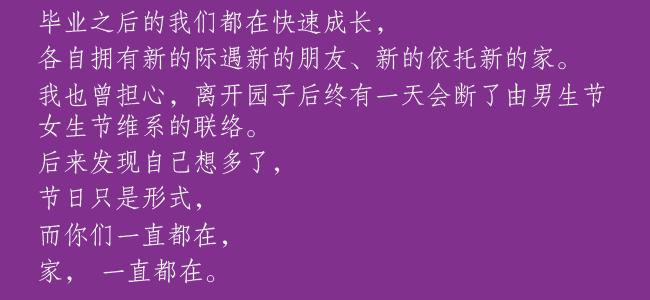 毕业之后的我们都在快速成长，
各自拥有新的际遇新的朋友、新的依托新的家。
我也曾担心，离开园子后终有一天会断了由男生节
女生节维系的联络。
后来发现自己想多了，
节日只是形式，
而你们一直都在，
家， 一直都在。